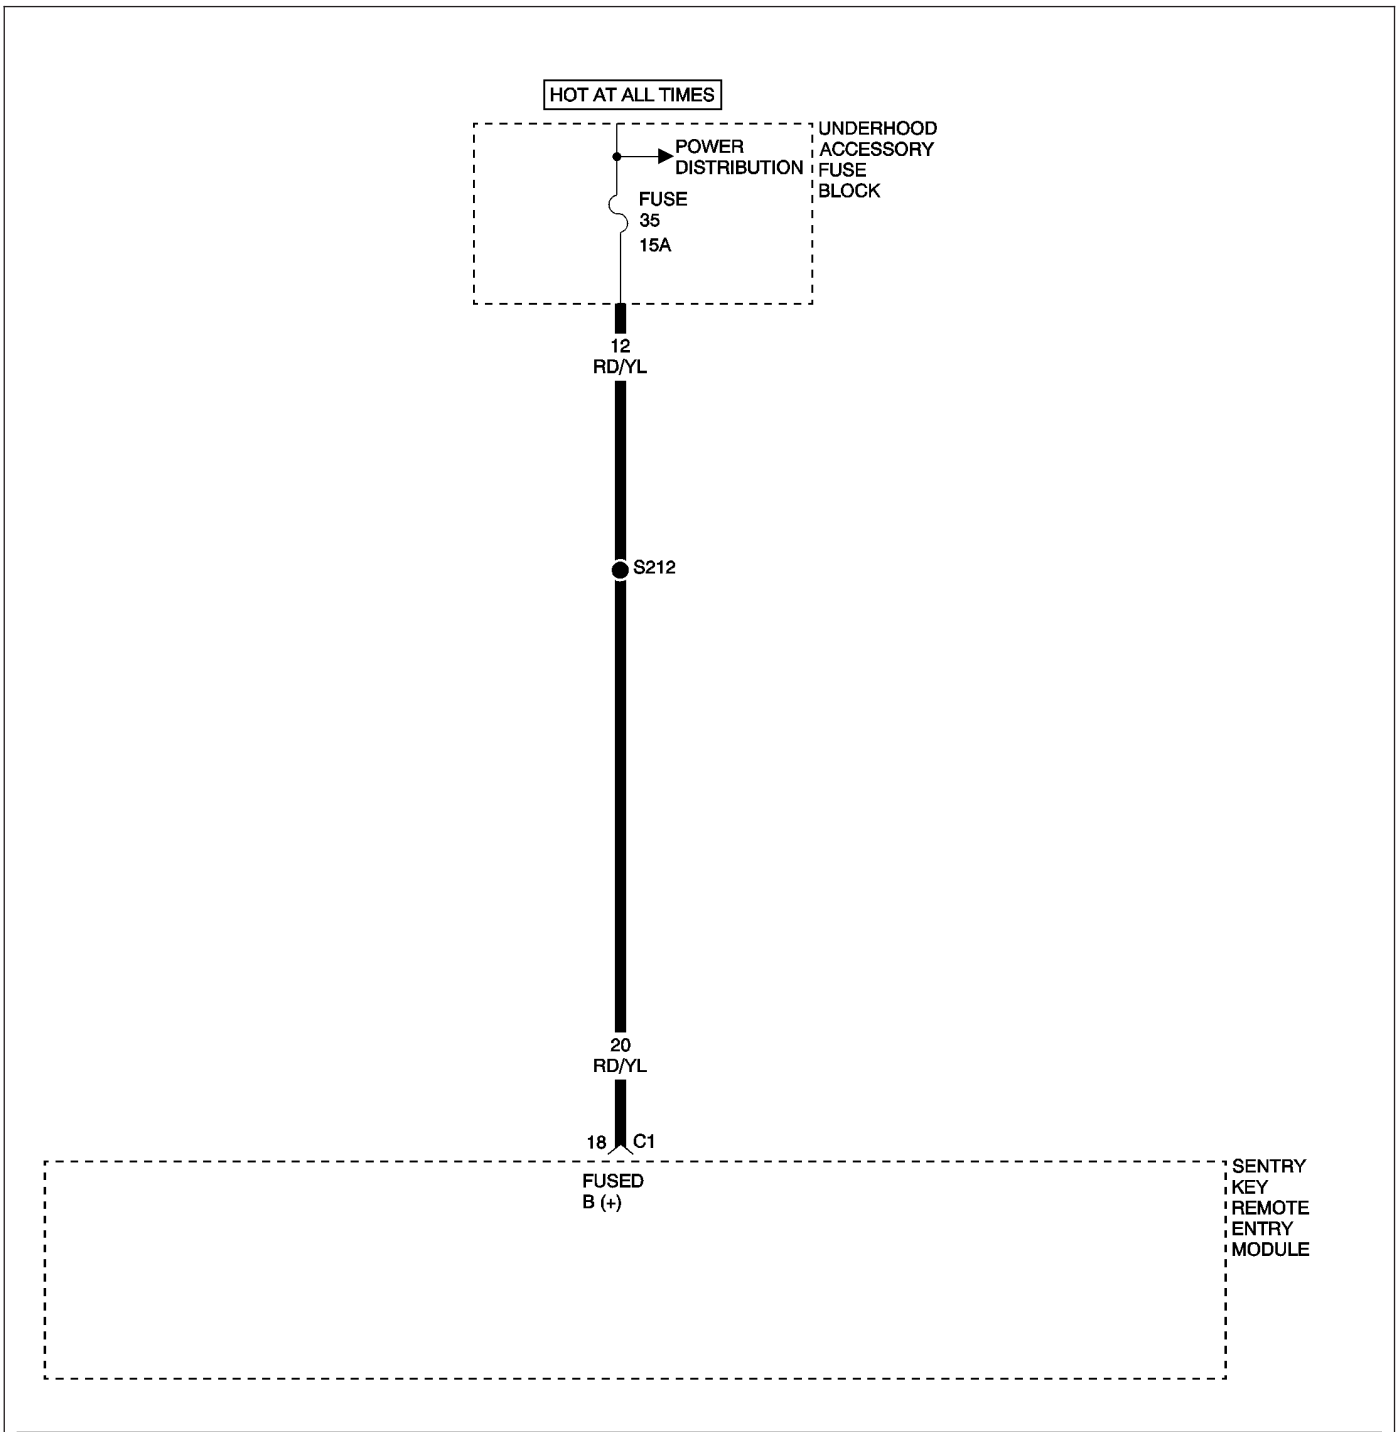 HOT AT ALL TIMES
UNDERHOOD
ACCESSORY
FUSE
BLOCK
POWER
DISTRIBUTION
FUSE
35
15A
12
RD/YL
S212
20
RD/YL
18 C1
FUSED
B (+)
SENTRY
KEY
REMOTE
ENTRY
MODULE